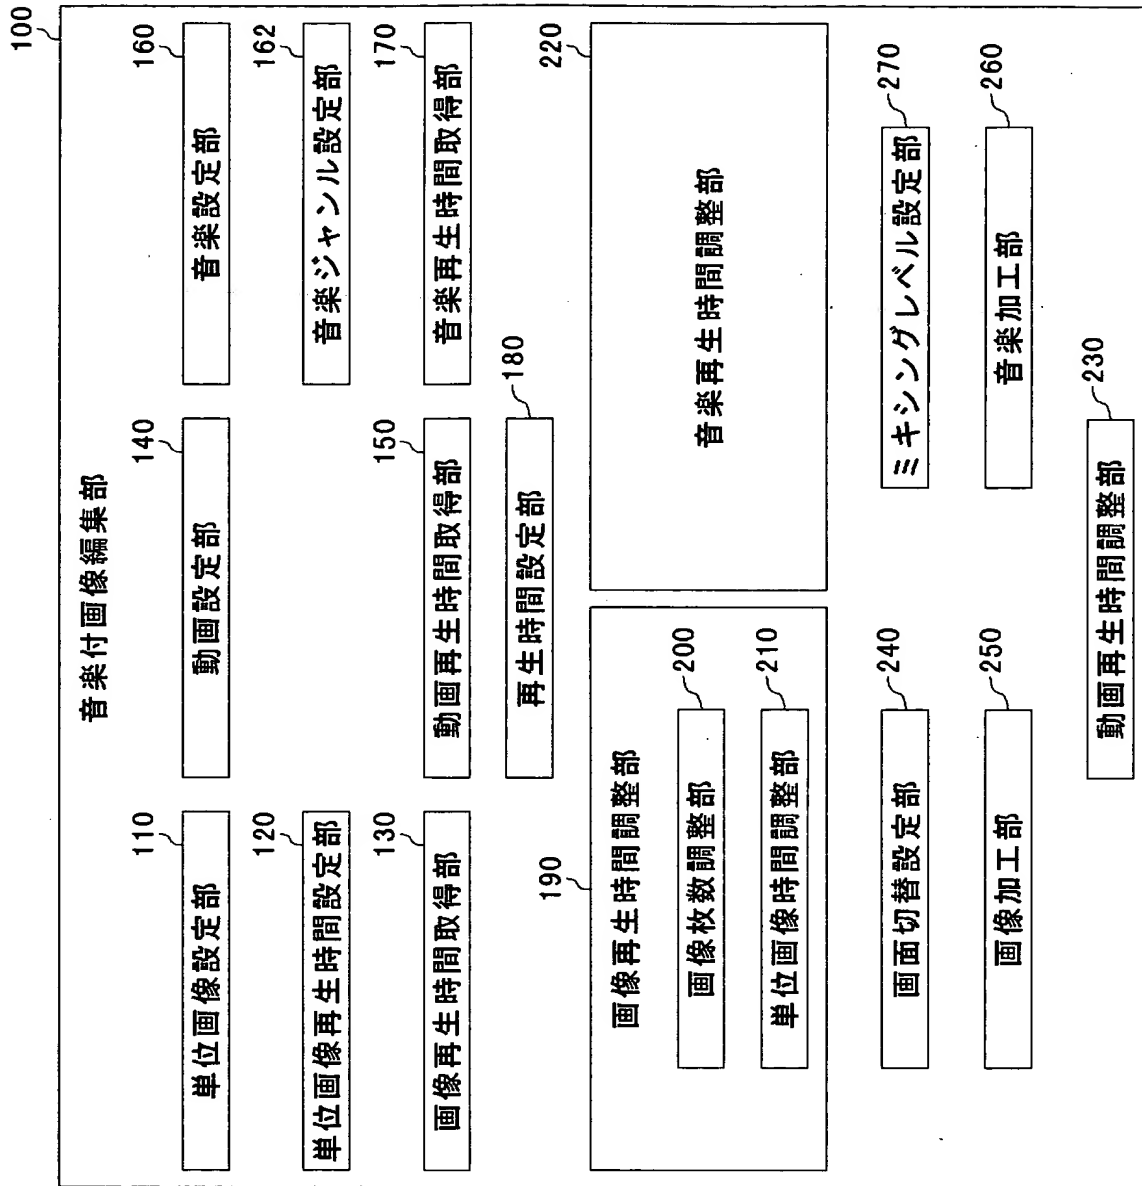 100
音楽付画像編集部
110
単位画像設定部
140
動画設定部
160
音楽設定部
120
単位画像再生時間設定部
162
音楽ジャンル設定部
130
画像再生時間取得部
150
動画再生時間取得部
170
音楽再生時間取得部
180
再生時間設定部
190
画像再生時間調整部
200
画像枚数調整部
210
単位画像時間調整部
220
音楽再生時間調整部
240
画面切替設定部
270
ミキシングレベル設定部
250
画像加工部
260
音楽加工部
230
動画再生時間調整部